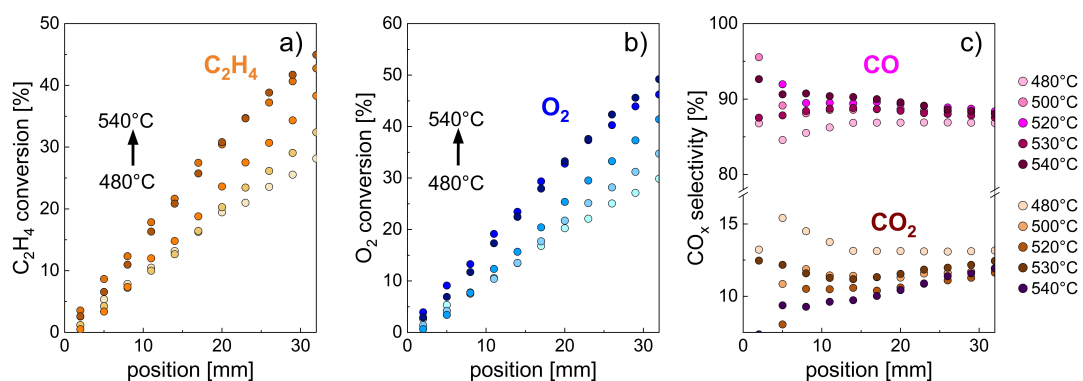 a)
C₂H₄
540°C
480°C
50
40
30
20
10
0
0 10 20 30
C₂H₄ conversion [%]
position [mm]
b)
O₂
540°C
480°C
60
50
40
30
20
10
0
0 10 20 30
O₂ conversion [%]
position [mm]
c)
CO
CO₂
100
90
80
15
10
0 10 20 30
COₓ selectivity [%]
position [mm]
480°C
500°C
520°C
530°C
540°C
480°C
500°C
520°C
530°C
540°C